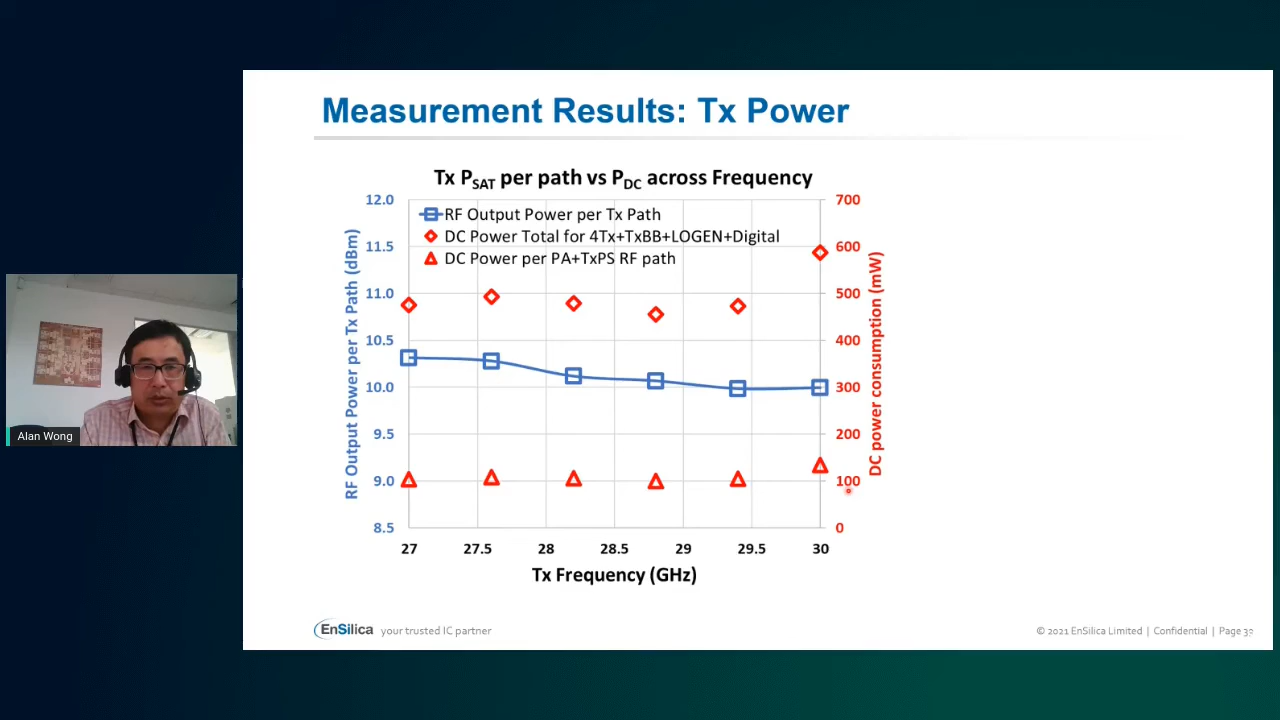 Measurement Results: Tx Power
Tx PSAT per path vs PDC across Frequency
RF Output Power per Tx Path
DC Power Total for 4Tx+TxBB+LOGEN+Digital
DC Power per PA+TxPS RF path
RF Output Power per Tx Path (dBm)
12.0
11.5
11.0
10.5
10.0
9.5
9.0
8.5
700
600
500
400
300
200
100
0
DC power consumption (mW)
27 27.5 28 28.5 29 29.5 30
Tx Frequency (GHz)
Alan Wong
EnSilica your trusted IC partner
© 2021 EnSilica Limited | Confidential | Page